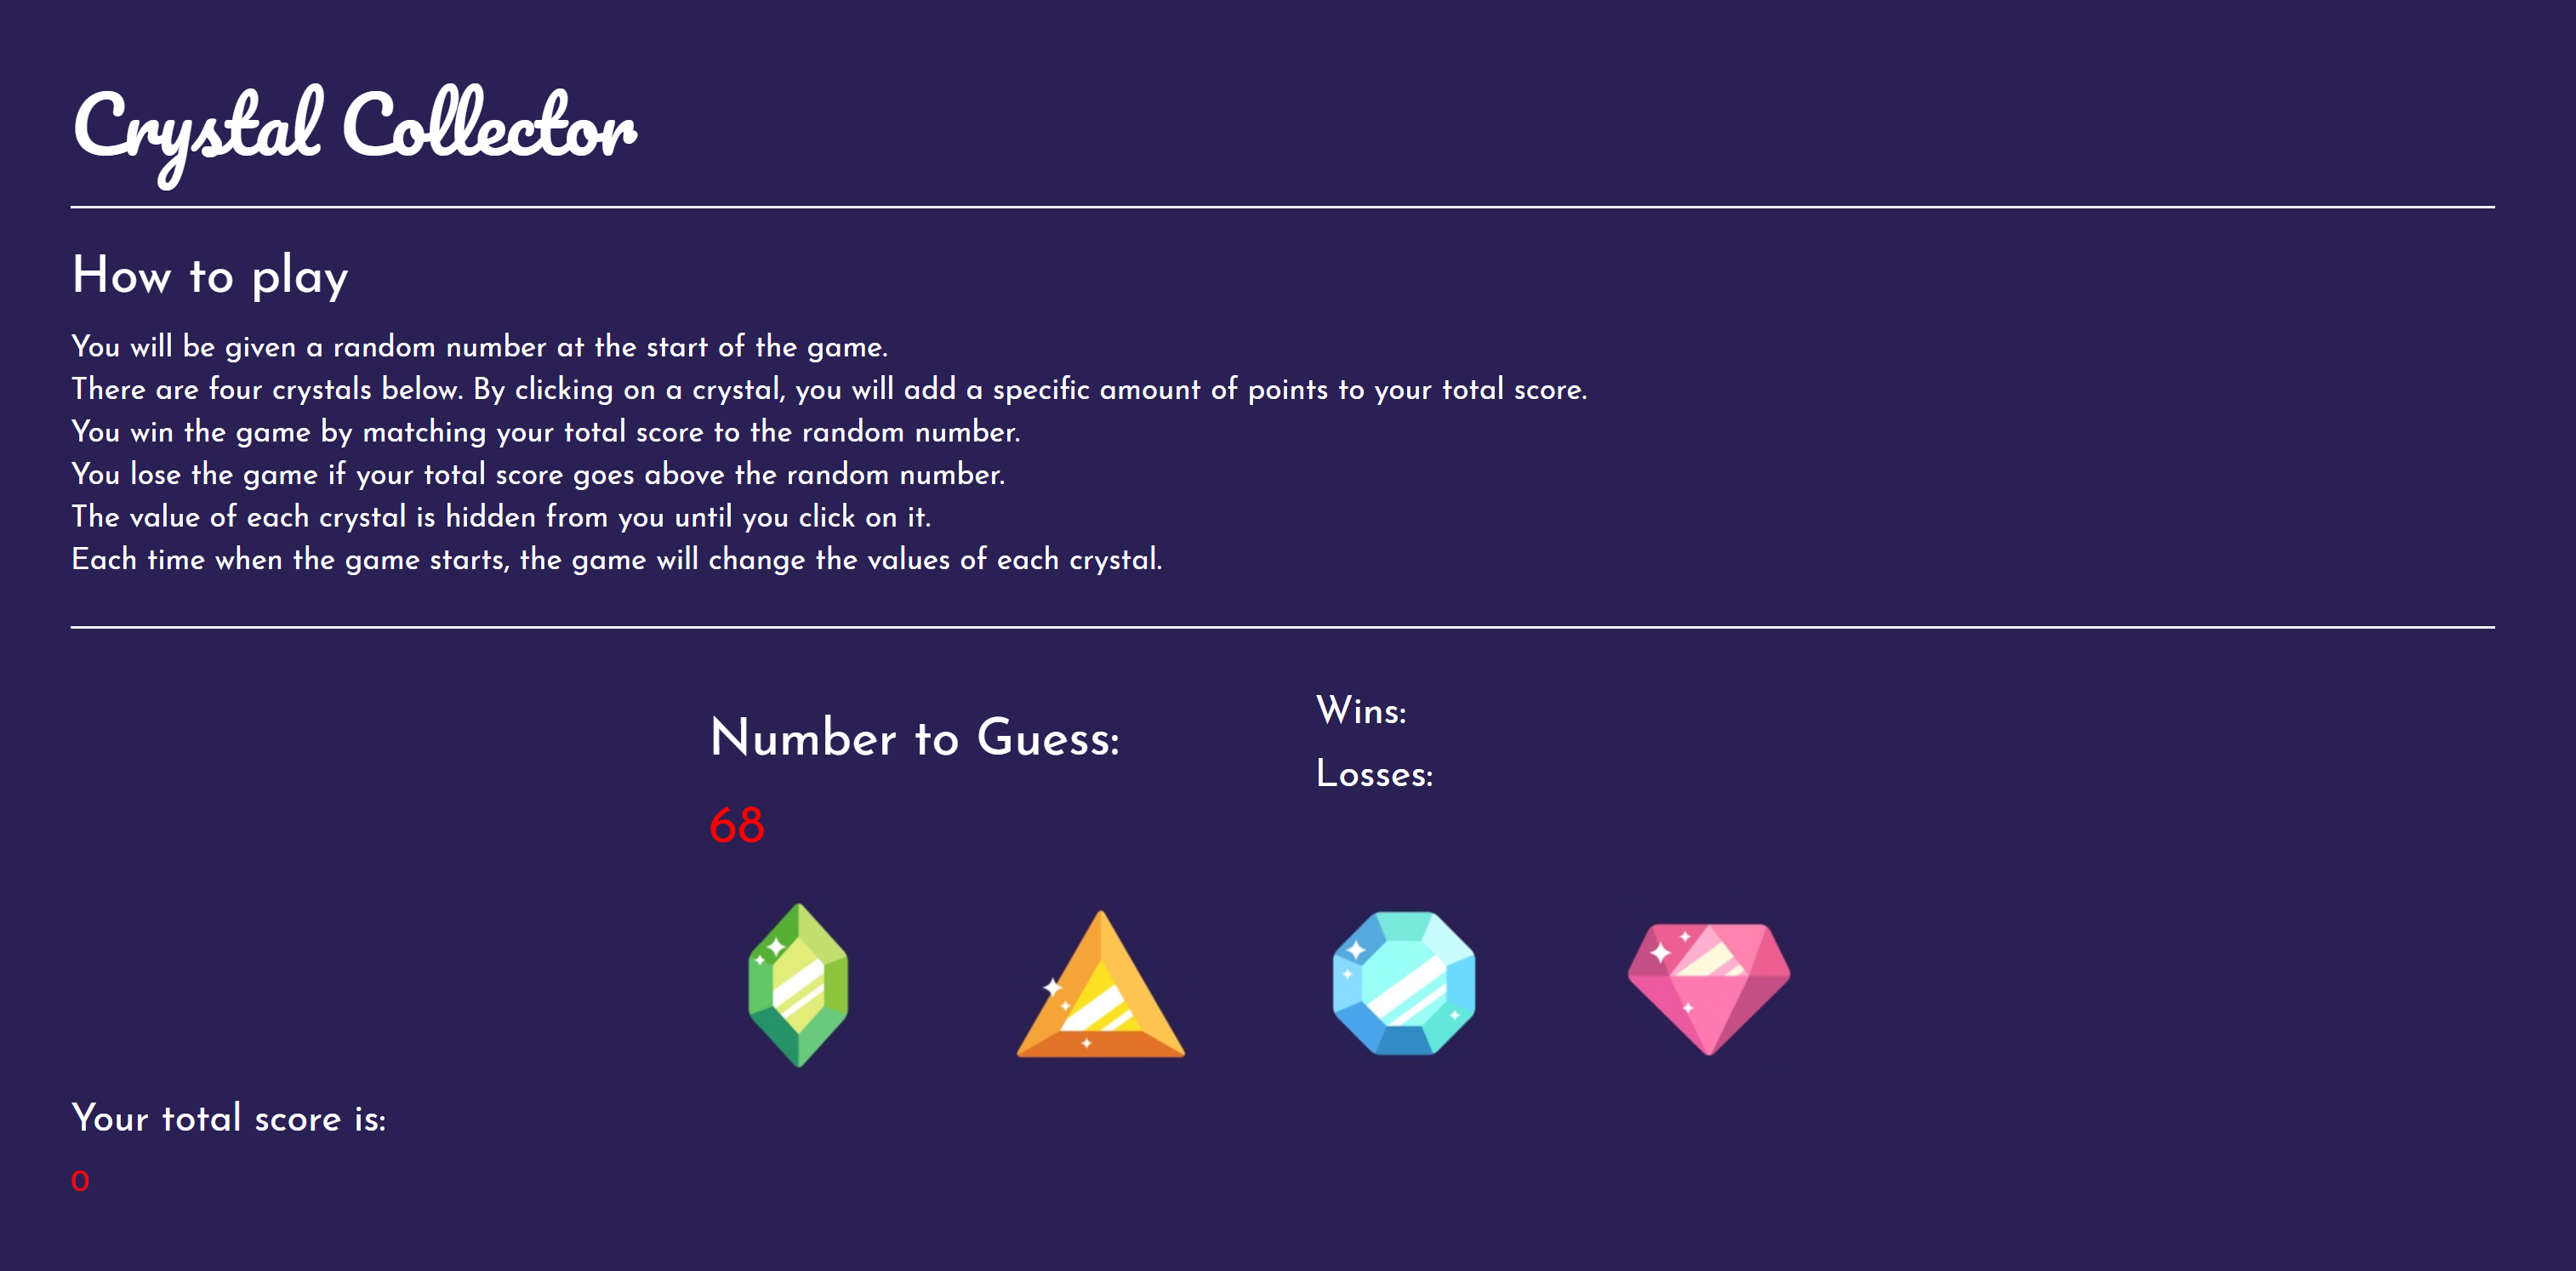 Crystal Collector
How to play
You will be given a random number at the start of the game.
There are four crystals below. By clicking on a crystal, you will add a specific amount of points to your total score.
You win the game by matching your total score to the random number.
You lose the game if your total score goes above the random number.
The value of each crystal is hidden from you until you click on it.
Each time when the game starts, the game will change the values of each crystal.
Number to Guess:
68
Wins:
Losses:
Your total score is:
0